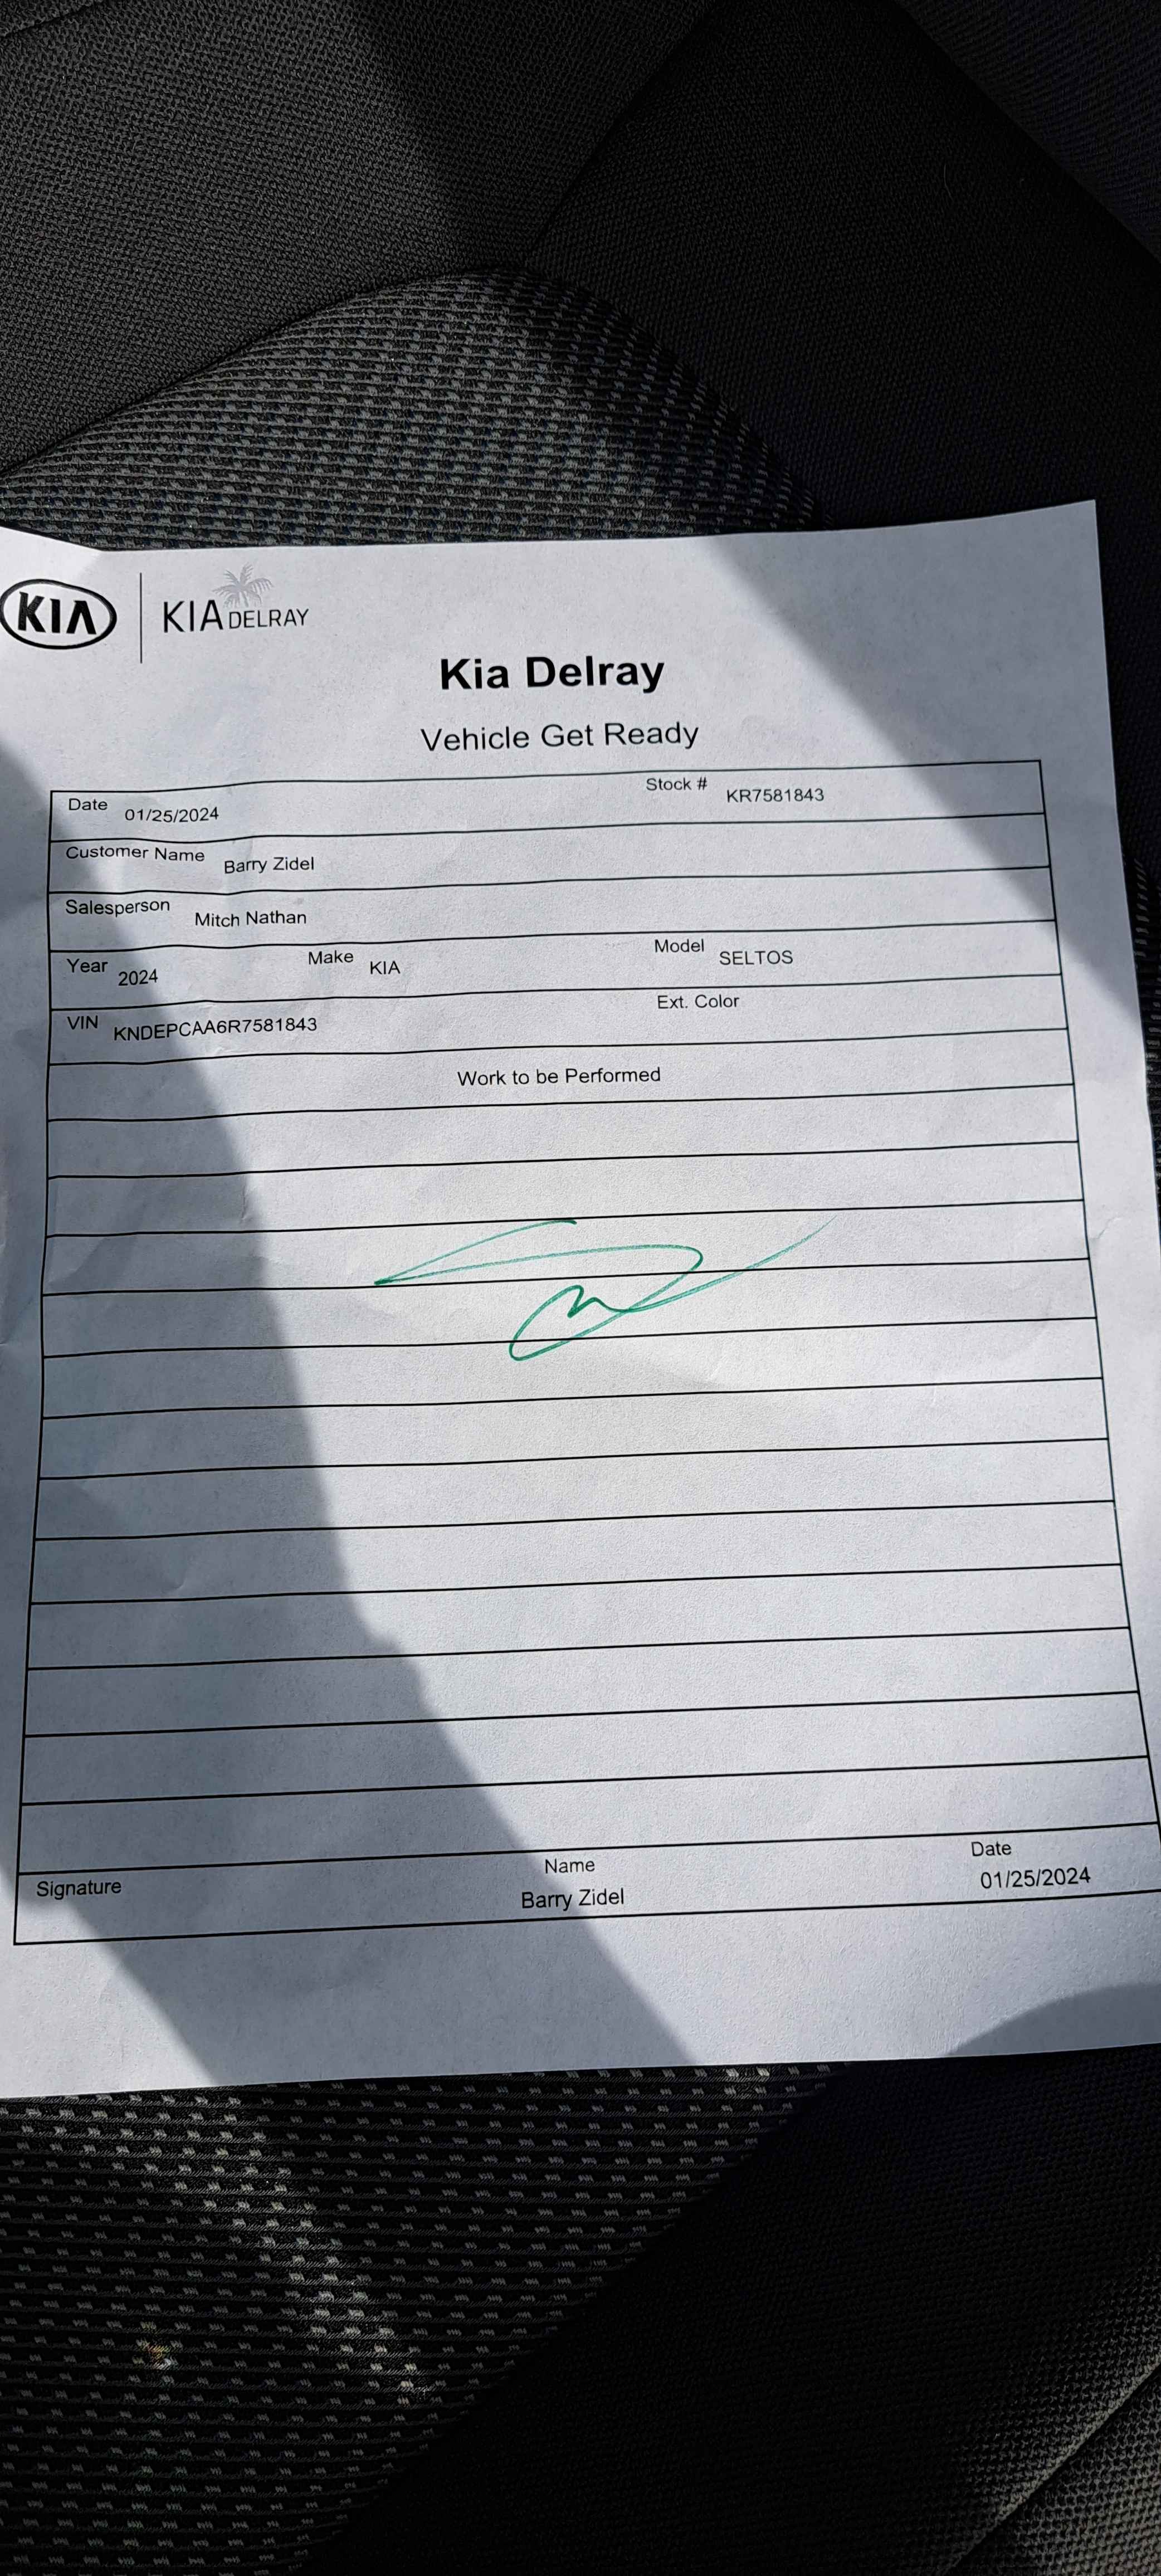 KIA
KIA DELRAY
Kia Delray
Vehicle Get Ready
Date 01/25/2024 Stock # KR7581843
Customer Name Barry Zidel
Salesperson Mitch Nathan
Year 2024 Make KIA Model SELTOS
VIN KNDEPCAA6R7581843 Ext. Color
Work to be Performed
Signature Name Date
Barry Zidel 01/25/2024